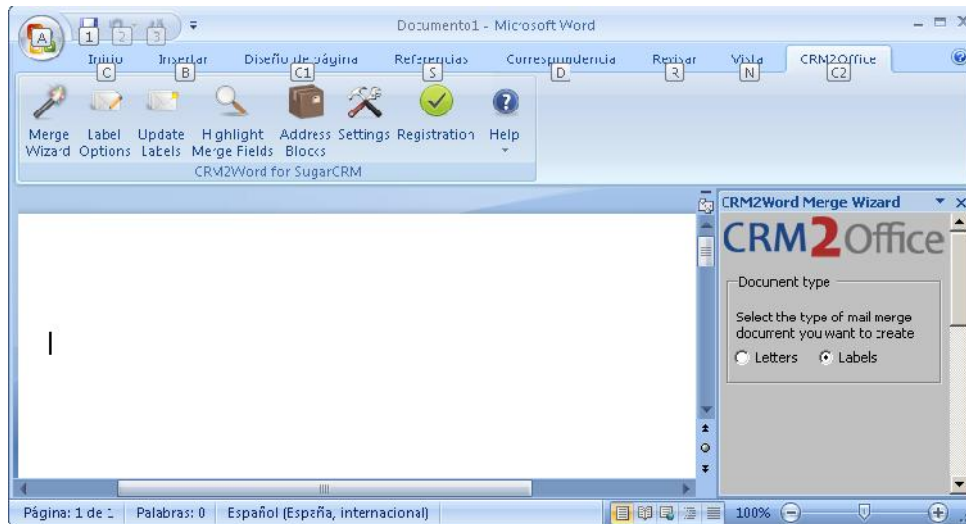 Documento1 - Microsoft Word
A 1 2 3
Inicio Insertar Diseño de página Referencias Correspondencia Revisar Vista CRM2Office
C B C1 S D R N C2
Merge Wizard
Label Options
Update Labels
Highlight Merge Fields
Address Blocks
Settings
Registration
Help
CRM2Word for SugarCRM
CRM2Word Merge Wizard
CRM2Office
Document type
Select the type of mail merge
document you want to create
Letters Labels
Página: 1 de 1 Palabras: 0 Español (España, internacional) 100%